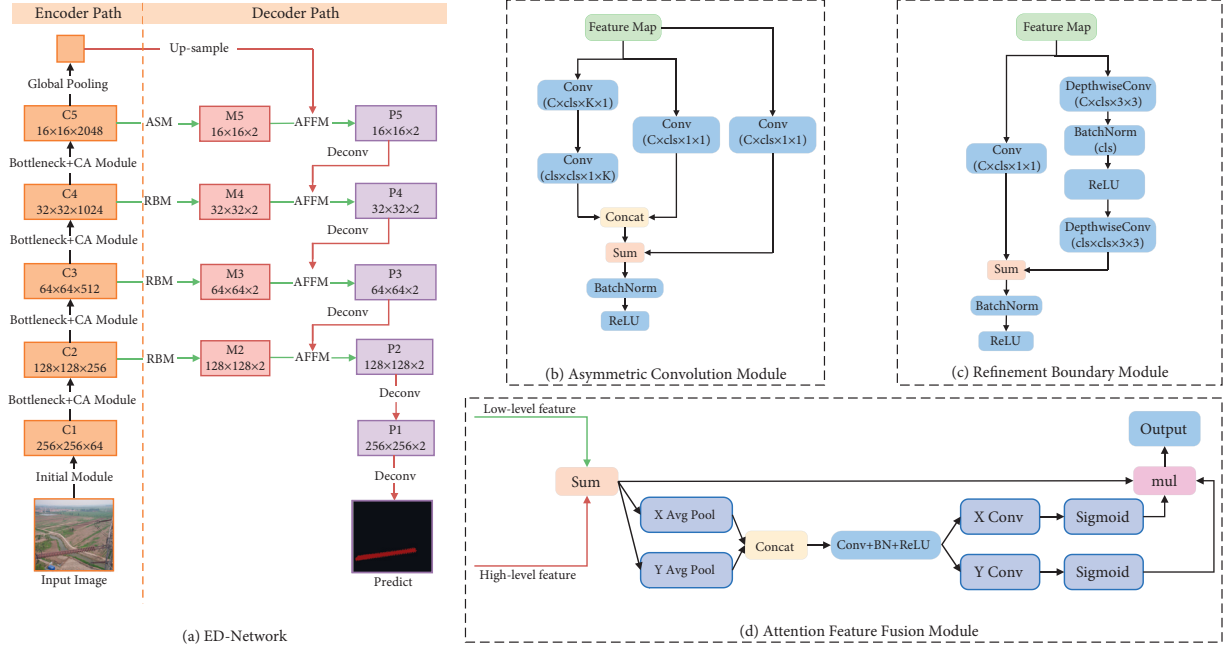 Encoder Path
Decoder Path
Up-sample
Global Pooling
C5
16×16×2048
ASM
M5
16×16×2
AFFM
P5
16×16×2
Bottleneck+CA Module
Deconv
C4
32×32×1024
RBM
M4
32×32×2
AFFM
P4
32×32×2
Bottleneck+CA Module
Deconv
C3
64×64×512
RBM
M3
64×64×2
AFFM
P3
64×64×2
Bottleneck+CA Module
Deconv
C2
128×128×256
RBM
M2
128×128×2
AFFM
P2
128×128×2
Bottleneck+CA Module
Deconv
C1
256×256×64
P1
256×256×2
Initial Module
Deconv
Input Image
Predict
(a) ED-Network
Feature Map
Conv
(C×cls×K×1)
Conv
(C×cls×1×1)
Conv
(C×cls×1×1)
Conv
(cls×cls×1×K)
Concat
Sum
BatchNorm
ReLU
(b) Asymmetric Convolution Module
Feature Map
DepthwiseConv
(C×cls×3×3)
BatchNorm
(cls)
Conv
(C×cls×1×1)
ReLU
DepthwiseConv
(cls×cls×3×3)
Sum
BatchNorm
ReLU
(c) Refinement Boundary Module
Low-level feature
Output
Sum
mul
X Avg Pool
X Conv
Sigmoid
Concat
Conv+BN+ReLU
Y Avg Pool
Y Conv
Sigmoid
High-level feature
(d) Attention Feature Fusion Module